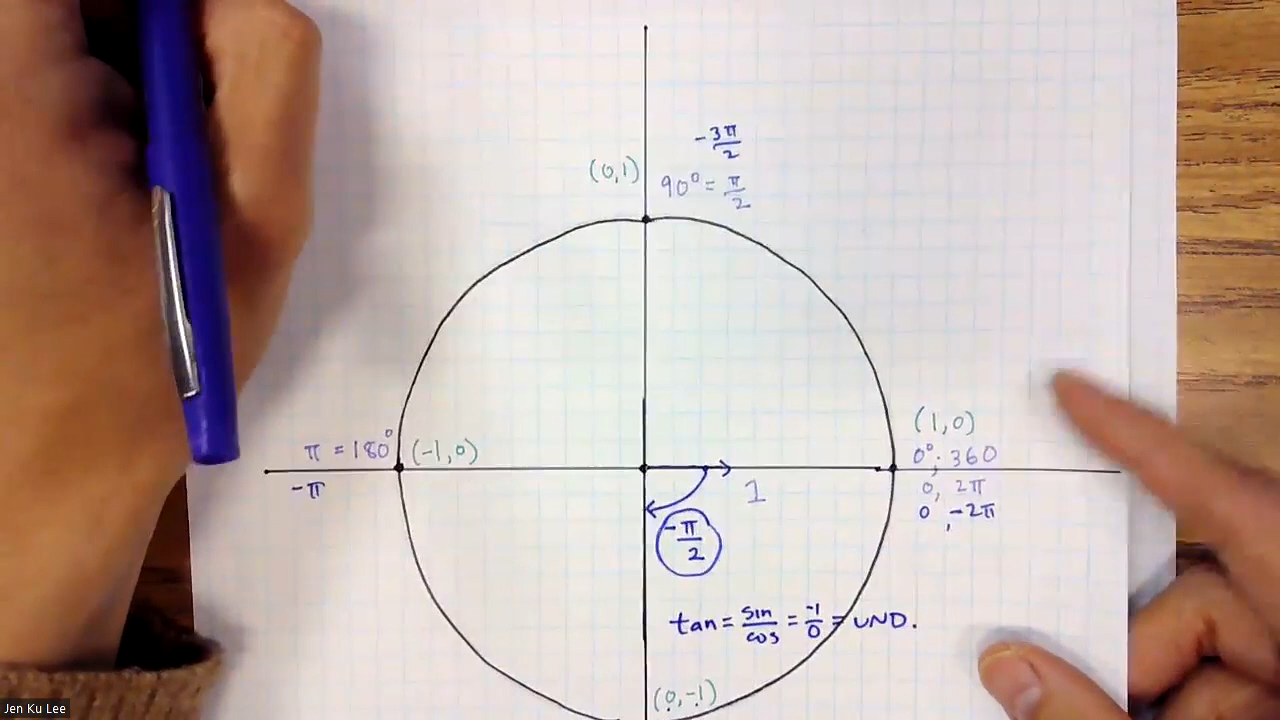 -3π/2
(0,1) 90° = π/2
(1,0)
π = 180° (-1,0) 0°, 360
-π 1 0, 2π
0, -2π
-π/2
tan = sin/cos = -1/0 = UND.
(0,-1)
Jen Ku Lee